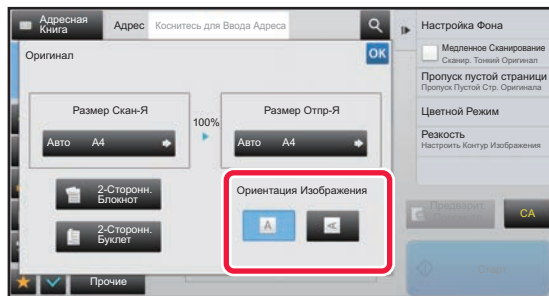 Адресная
Книга
Адрес
Коснитесь для Ввода Адреса
Настройка Фона
Медленное Сканирование
Сканир. Тонкий Оригинал
Пропуск пустой страници
Пропуск Пустой Стр. Оригинала
Цветной Режим
Резкость
Настроить Контур Изображения
Оригинал
OK
Размер Скан-Я
100%
Размер Отпр-Я
Авто A4
Авто A4
2-Сторонн.
Блокнот
2-Сторонн.
Буклет
Ориентация Изображения
A
A
Предварит.
CA
Старт
Прочие